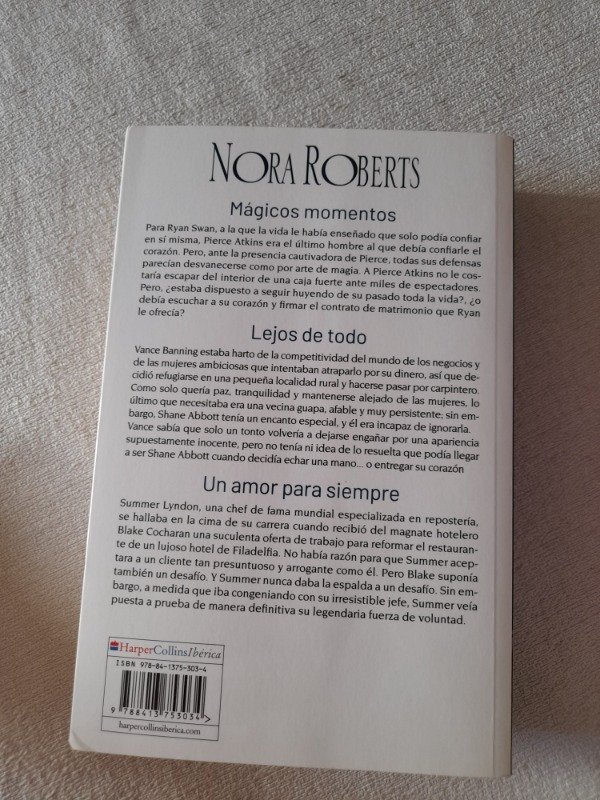 NORA ROBERTS
Mágicos momentos
Para Ryan Swan, a la que la vida le había enseñado que solo podía confiar
en sí misma, Pierce Atkins era el último hombre al que debía confiarle el
corazón. Pero, ante la presencia cautivadora de Pierce, todas sus defensas
parecían desvanecerse como por arte de magia. A Pierce Atkins no le cos-
taría escapar del interior de una caja fuerte ante miles de espectadores.
Pero, ¿estaba dispuesto a seguir huyendo de su pasado toda la vida?, ¿o
debía escuchar a su corazón y firmar el contrato de matrimonio que Ryan
le ofrecía?
Lejos de todo
Vance Banning estaba harto de la competitividad del mundo de los negocios y
de las mujeres ambiciosas que intentaban atraparlo por su dinero, así que de-
cidió refugiarse en una pequeña localidad rural y hacerse pasar por carpintero.
Como solo quería paz, tranquilidad y mantenerse alejado de las mujeres, lo
último que necesitaba era una vecina guapa, afable y muy persistente; sin em-
bargo, Shane Abbott tenía un encanto especial, y él era incapaz de ignorarla.
Vance sabía que solo un tonto volvería a dejarse engañar por una apariencia
supuestamente inocente, pero no tenía ni idea de lo resuelta que podía llegar
a ser Shane Abbott cuando decidía echar una mano... o entregar su corazón
Un amor para siempre
Summer Lyndon, una chef de fama mundial especializada en repostería,
se hallaba en la cima de su carrera cuando recibió del magnate hotelero
Blake Cocharan una suculenta oferta de trabajo para reformar el restauran-
te de un lujoso hotel de Filadelfia. No había razón para que Summer acep-
tara a un cliente tan presuntuoso y arrogante como él. Pero Blake suponía
también un desafío. Y Summer nunca daba la espalda a un desafío. Sin em-
bargo, a medida que iba congeniando con su irresistible jefe, Summer veía
puesta a prueba de manera definitiva su legendaria fuerza de voluntad.
HarperCollins Ibérica
ISBN 978-84-1375-303-4
9 788413 753034 >
harpercollinsiberica.com